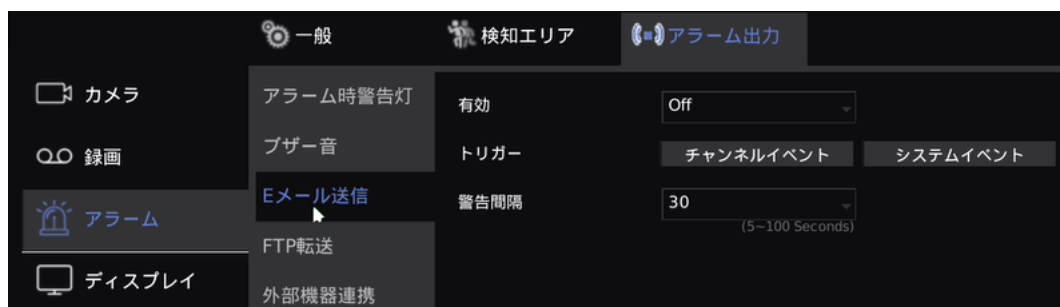 一般
検知エリア
アラーム出力
カメラ
録画
アラーム
ディスプレイ
アラーム時警告灯
ブザー音
Eメール送信
FTP転送
外部機器連携
有効 Off
トリガー チャンネルイベント システムイベント
警告間隔 30
(5~100 Seconds)